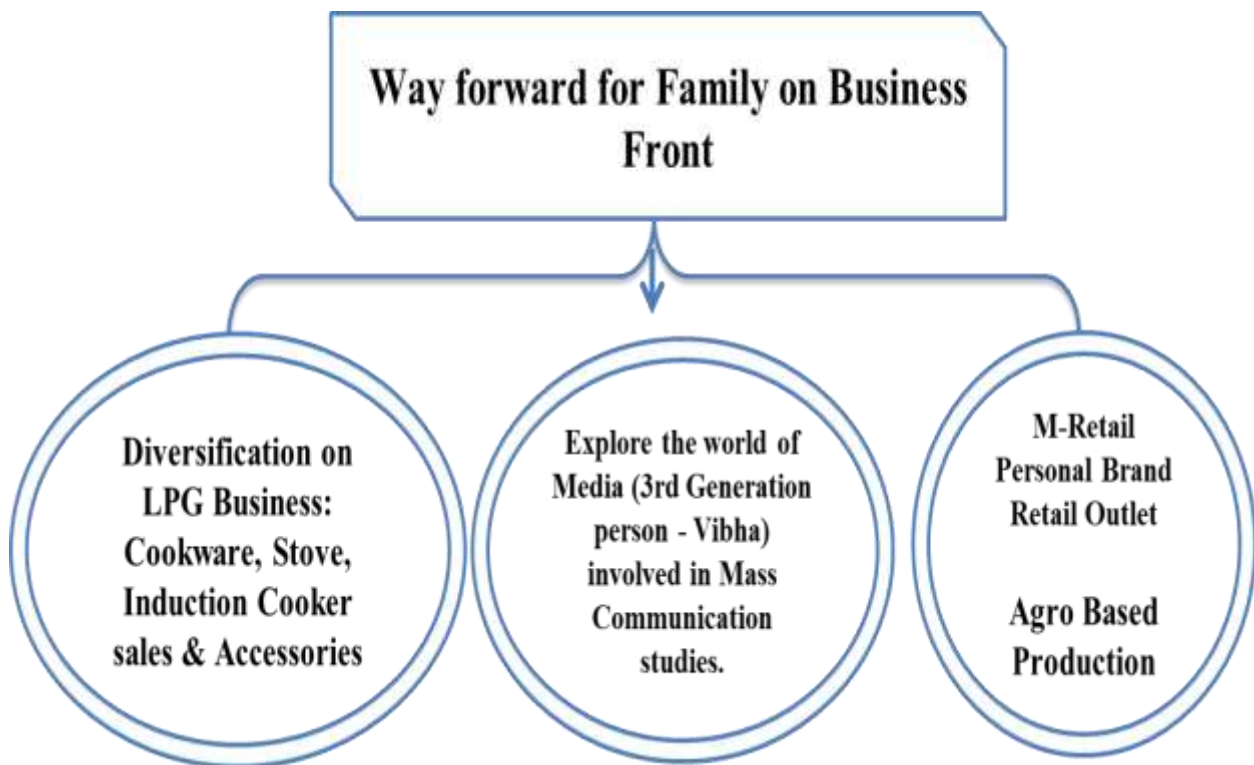 Way forward for Family on Business
Front
Diversification on
LPG Business:
Cookware, Stove,
Induction Cooker
sales & Accessories
Explore the world of
Media (3rd Generation
person - Vibha)
involved in Mass
Communication
studies.
M-Retail
Personal Brand
Retail Outlet
Agro Based
Production